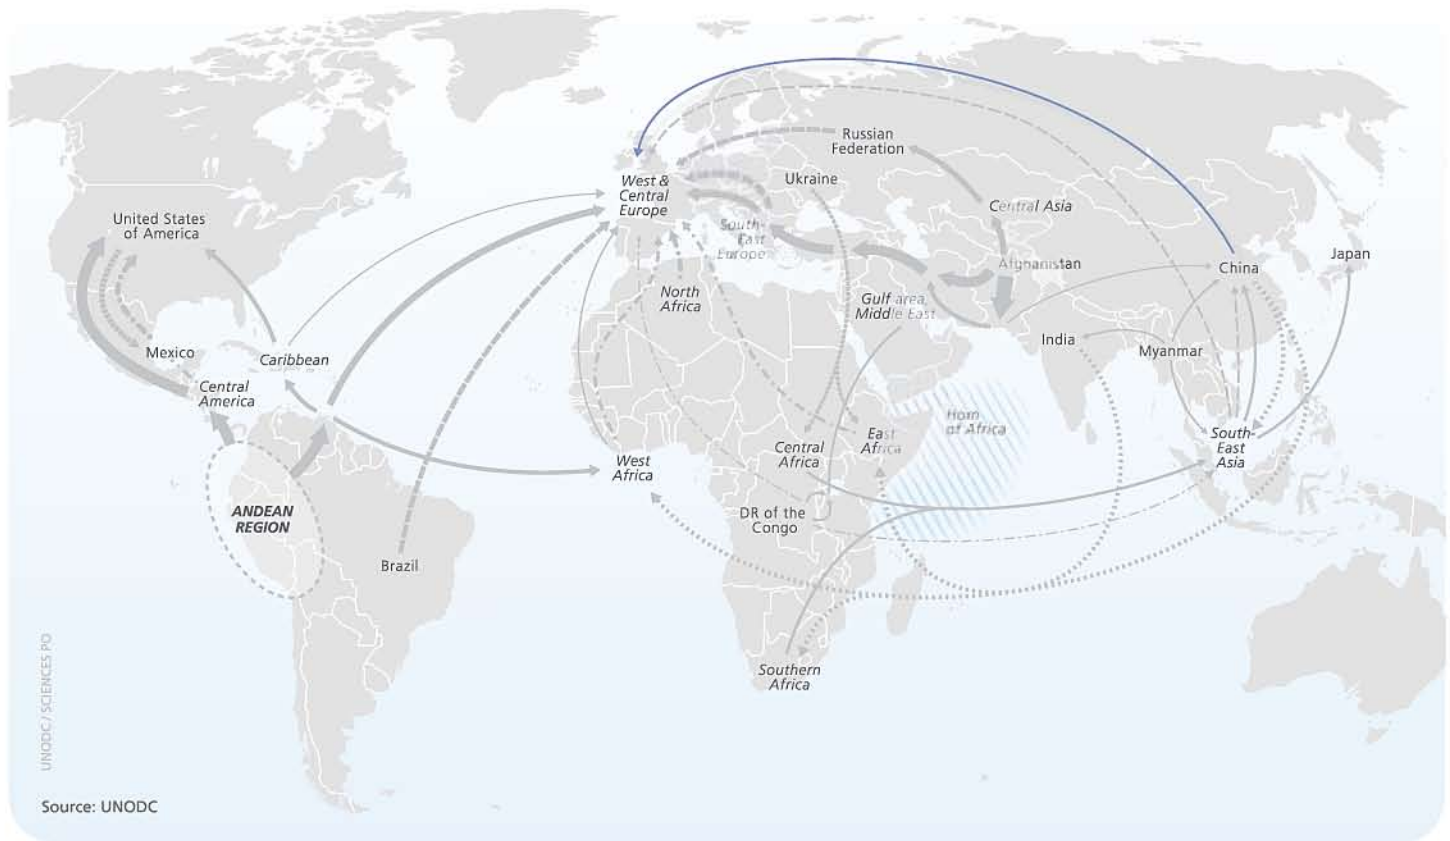 Russian
Federation
West &
Central
Europe
Ukraine
Central Asia
United States
of America
South-
East
Europe
Afghanistan
China
Japan
North
Africa
Gulf area,
Middle East
India
Myanmar
Mexico
Caribbean
Central
America
Horn
of Africa
West
Africa
Central
Africa
East
Africa
South-
East
Asia
ANDEAN
REGION
DR of the
Congo
Brazil
Southern
Africa
UNODC / SCIENCES PO
Source: UNODC